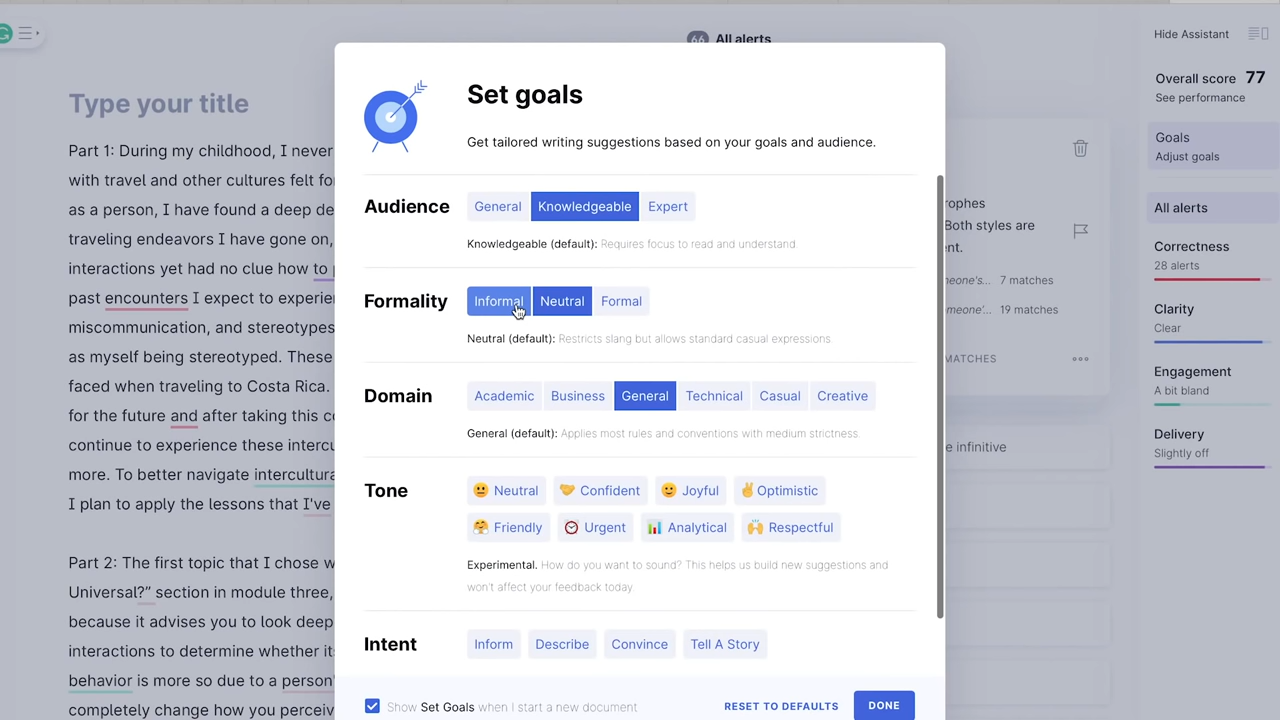 66 All alerts
Hide Assistant
Type your title
Part 1: During my childhood, I never
with travel and other cultures felt fo
as a person, I have found a deep de
traveling endeavors I have gone on,
interactions yet had no clue how to
past encounters I expect to experie
miscommunication, and stereotypes
as myself being stereotyped. These
faced when traveling to Costa Rica.
for the future and after taking this co
continue to experience these intercu
more. To better navigate intercultura
I plan to apply the lessons that I've
Part 2: The first topic that I chose w
Universal?” section in module three,
because it advises you to look deep
interactions to determine whether it
behavior is more so due to a person'
completely change how you perceiv
Set goals
Get tailored writing suggestions based on your goals and audience.
Audience
General Knowledgeable Expert
Knowledgeable (default): Requires focus to read and understand.
Formality
Informal Neutral Formal
Neutral (default): Restricts slang but allows standard casual expressions.
Domain
Academic Business General Technical Casual Creative
General (default): Applies most rules and conventions with medium strictness.
Tone
Neutral Confident Joyful Optimistic
Friendly Urgent Analytical Respectful
Experimental. How do you want to sound? This helps us build new suggestions and
won't affect your feedback today.
Intent
Inform Describe Convince Tell A Story
Show Set Goals when I start a new document
RESET TO DEFAULTS DONE
rophes
Both styles are
nt.
meone's... 7 matches
omeone'... 19 matches
MATCHES
e infinitive
Overall score 77
See performance
Goals
Adjust goals
All alerts
Correctness
28 alerts
Clarity
Clear
Engagement
A bit bland
Delivery
Slightly off